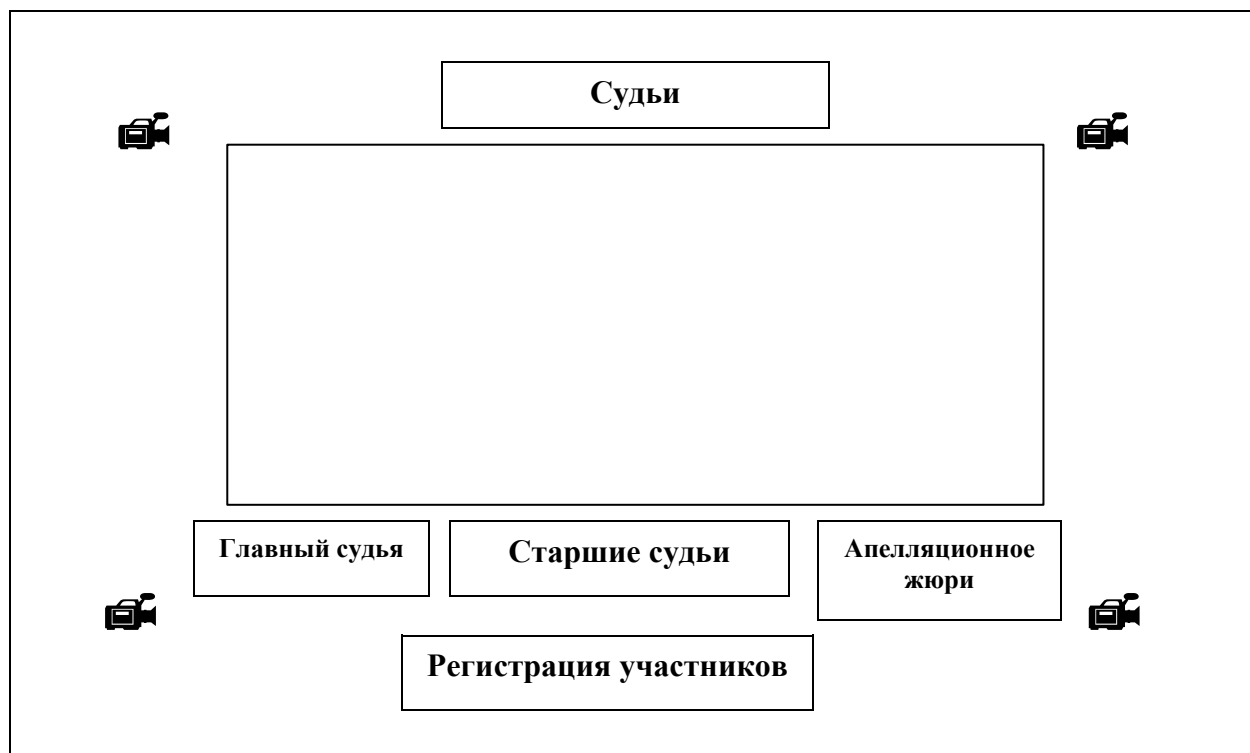 Судьи
Главный судья
Старшие судьи
Апелляционное
жюри
Регистрация участников